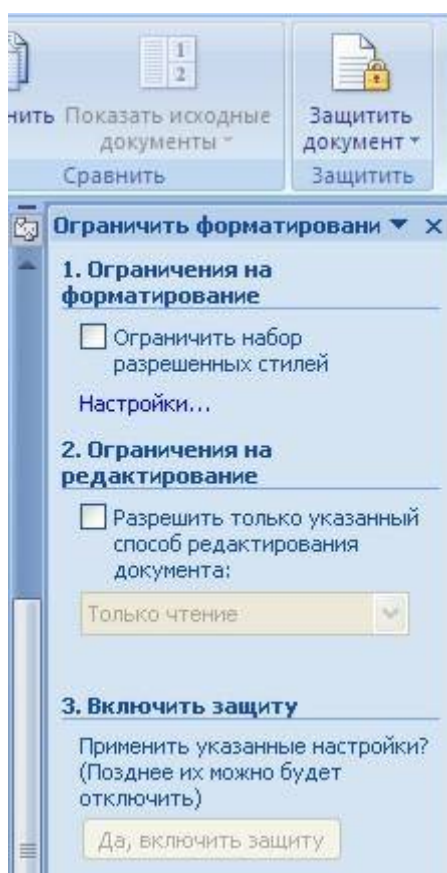 1
2
нить Показать исходные
документы
Защитить
документ
Сравнить
Защитить
Ограничить форматировани
1. Ограничения на
форматирование
Ограничить набор
разрешенных стилей
Настройки...
2. Ограничения на
редактирование
Разрешить только указанный
способ редактирования
документа:
Только чтение
3. Включить защиту
Применить указанные настройки?
(Позднее их можно будет
отключить)
Да, включить защиту